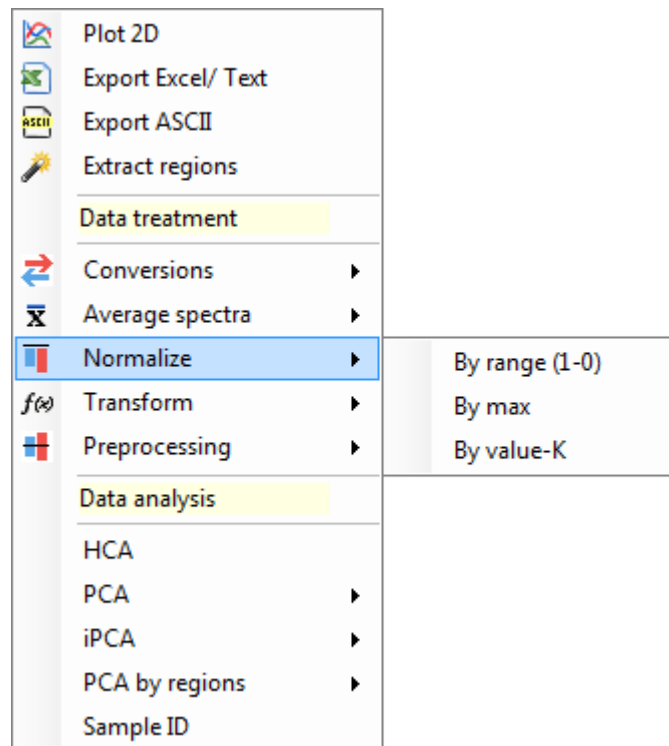 Plot 2D
Export Excel/ Text
ASCII Export ASCII
Extract regions
Data treatment
Conversions
x Average spectra
Normalize
By range (1-0)
By max
By value-K
f(x) Transform
Preprocessing
Data analysis
HCA
PCA
iPCA
PCA by regions
Sample ID